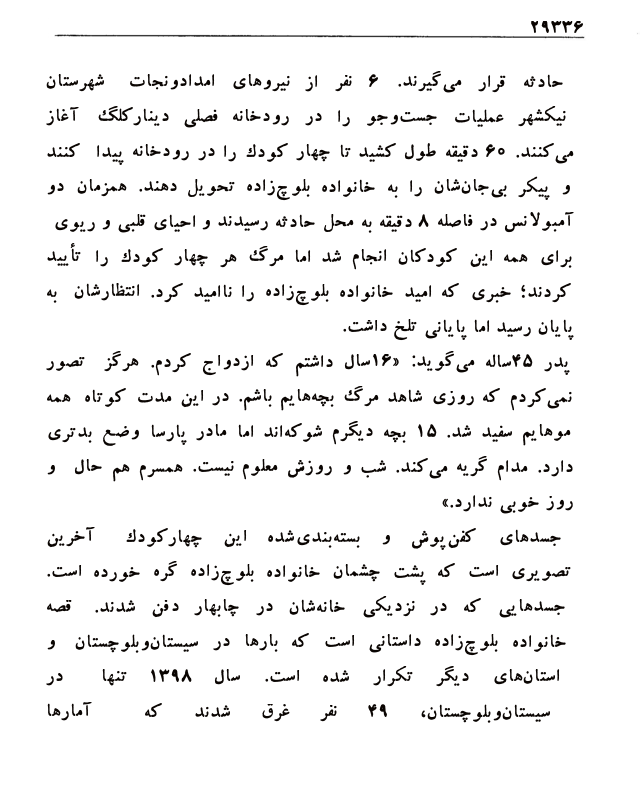 ۲۹۳۳۶
حادثه قرار می‌گیرند. ۶ نفر از نیروهای امدادونجات شهرستان
نیکشهر عملیات جست‌وجو را در رودخانه فصلی دینارکلگ آغاز
می‌کنند. ۶۰ دقیقه طول کشید تا چهار کودک را در رودخانه پیدا کنند
و پیکر بی‌جان‌شان را به خانواده بلوچ‌زاده تحویل دهند. همزمان دو
آمبولانس در فاصله ۸ دقیقه به محل حادثه رسیدند و احیای قلبی و ریوی
برای همه این کودکان انجام شد اما مرگ هر چهار کودک را تأیید
کردند؛ خبری که امید خانواده بلوچ‌زاده را ناامید کرد. انتظارشان به
پایان رسید اما پایانی تلخ داشت.
پدر ۴۵ساله می‌گوید: «۱۶سال داشتم که ازدواج کردم. هرگز تصور
نمی‌کردم که روزی شاهد مرگ بچه‌هایم باشم. در این مدت کوتاه همه
موهایم سفید شد. ۱۵ بچه دیگرم شوکه‌اند اما مادر پارسا وضع بدتری
دارد. مدام گریه می‌کند. شب و روزش معلوم نیست. همسرم هم حال و
روز خوبی ندارد.»
جسدهای کفن‌پوش و بسته‌بندی‌شده این چهارکودک آخرین
تصویری است که پشت چشمان خانواده بلوچ‌زاده گره خورده است.
جسدهایی که در نزدیکی خانه‌شان در چابهار دفن شدند. قصه
خانواده بلوچ‌زاده داستانی است که بارها در سیستان‌وبلوچستان و
استان‌های دیگر تکرار شده است. سال ۱۳۹۸ تنها در
سیستان‌وبلوچستان، ۴۹ نفر غرق شدند که آمارها